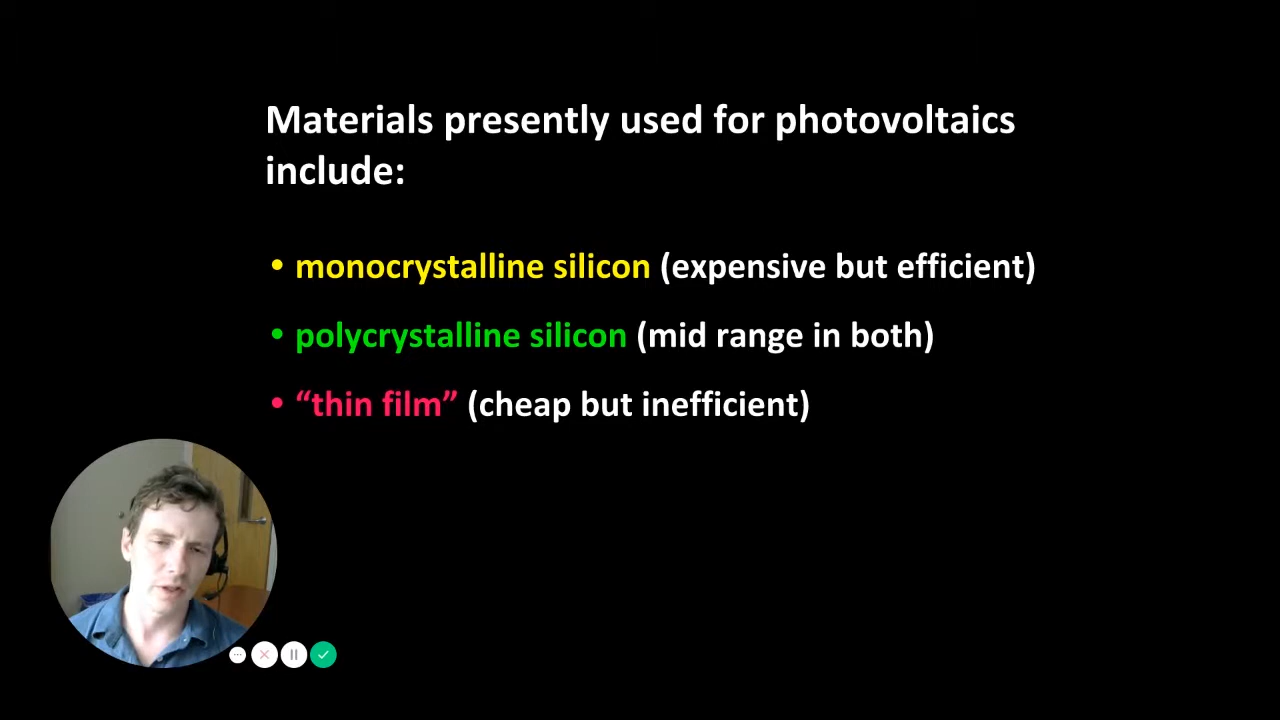 Materials presently used for photovoltaics
include:
• monocrystalline silicon (expensive but efficient)
• polycrystalline silicon (mid range in both)
• “thin film” (cheap but inefficient)